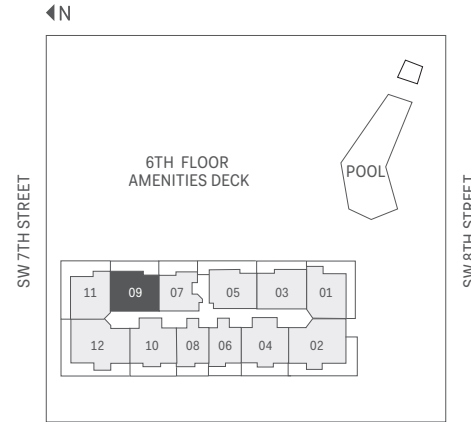 N
6TH FLOOR
AMENITIES DECK
POOL
SW 7TH STREET
SW 8TH STREET
11
09
07
05
03
01
12
10
08
06
04
02